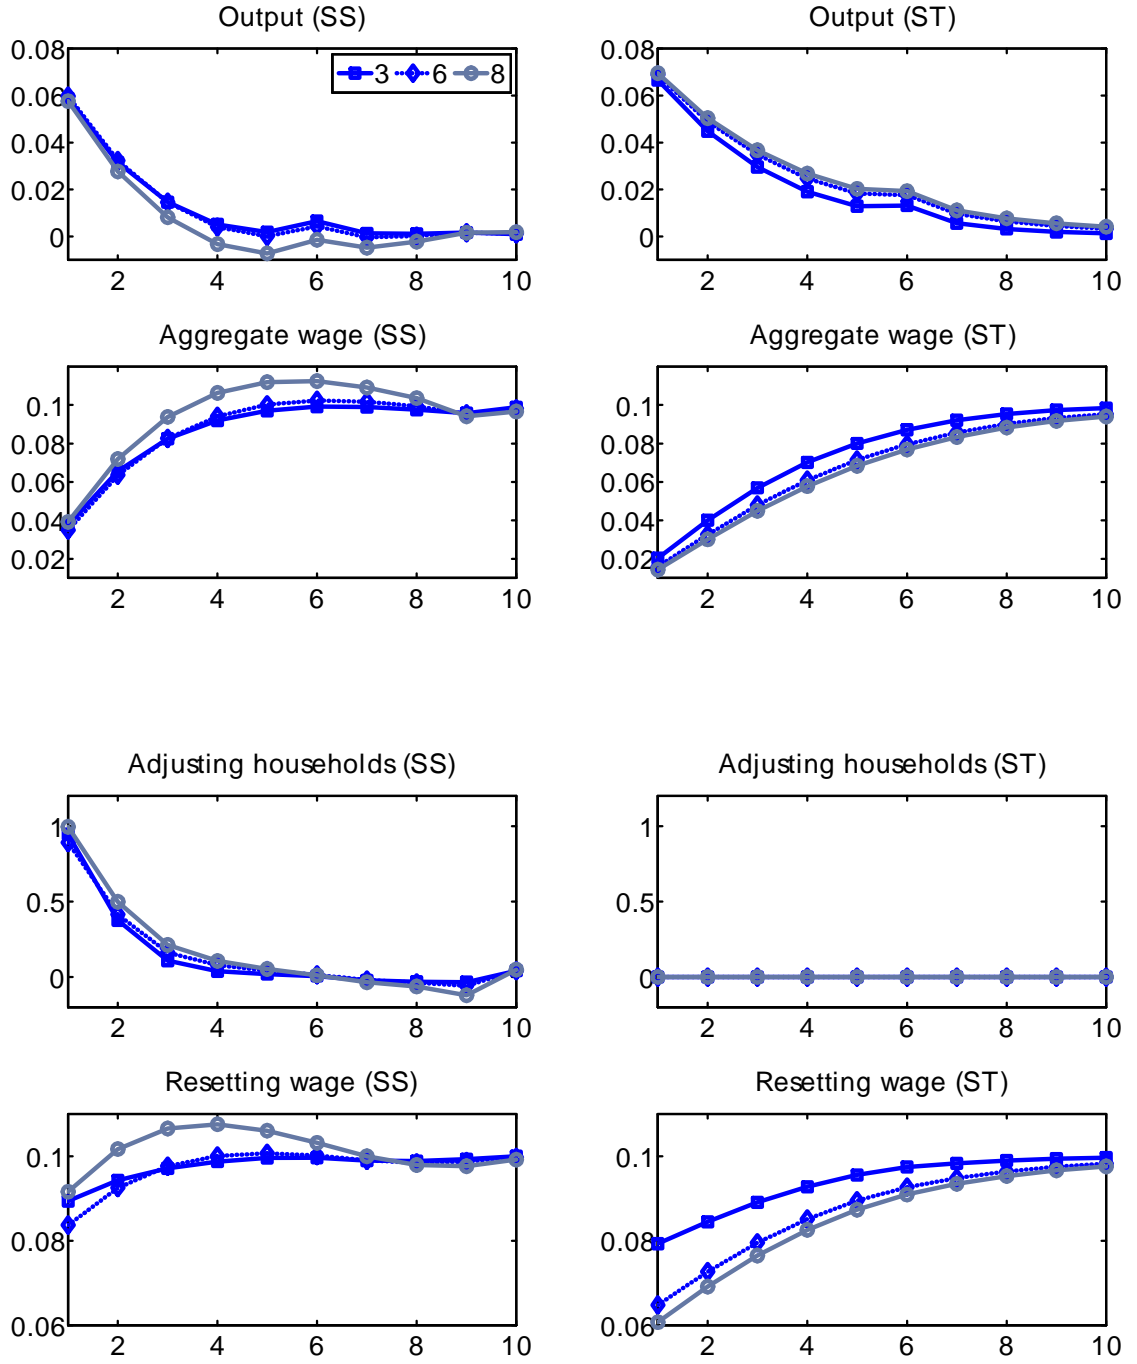 Output (SS)
0.08
0.06
0.04
0.02
0
3 6 8
2 4 6 8 10
Output (ST)
0.08
0.06
0.04
0.02
0
2 4 6 8 10
Aggregate wage (SS)
0.1
0.08
0.06
0.04
0.02
2 4 6 8 10
Aggregate wage (ST)
0.1
0.08
0.06
0.04
0.02
2 4 6 8 10
Adjusting households (SS)
1
0.5
0
2 4 6 8 10
Adjusting households (ST)
1
0.5
0
2 4 6 8 10
Resetting wage (SS)
0.1
0.08
0.06
2 4 6 8 10
Resetting wage (ST)
0.1
0.08
0.06
2 4 6 8 10